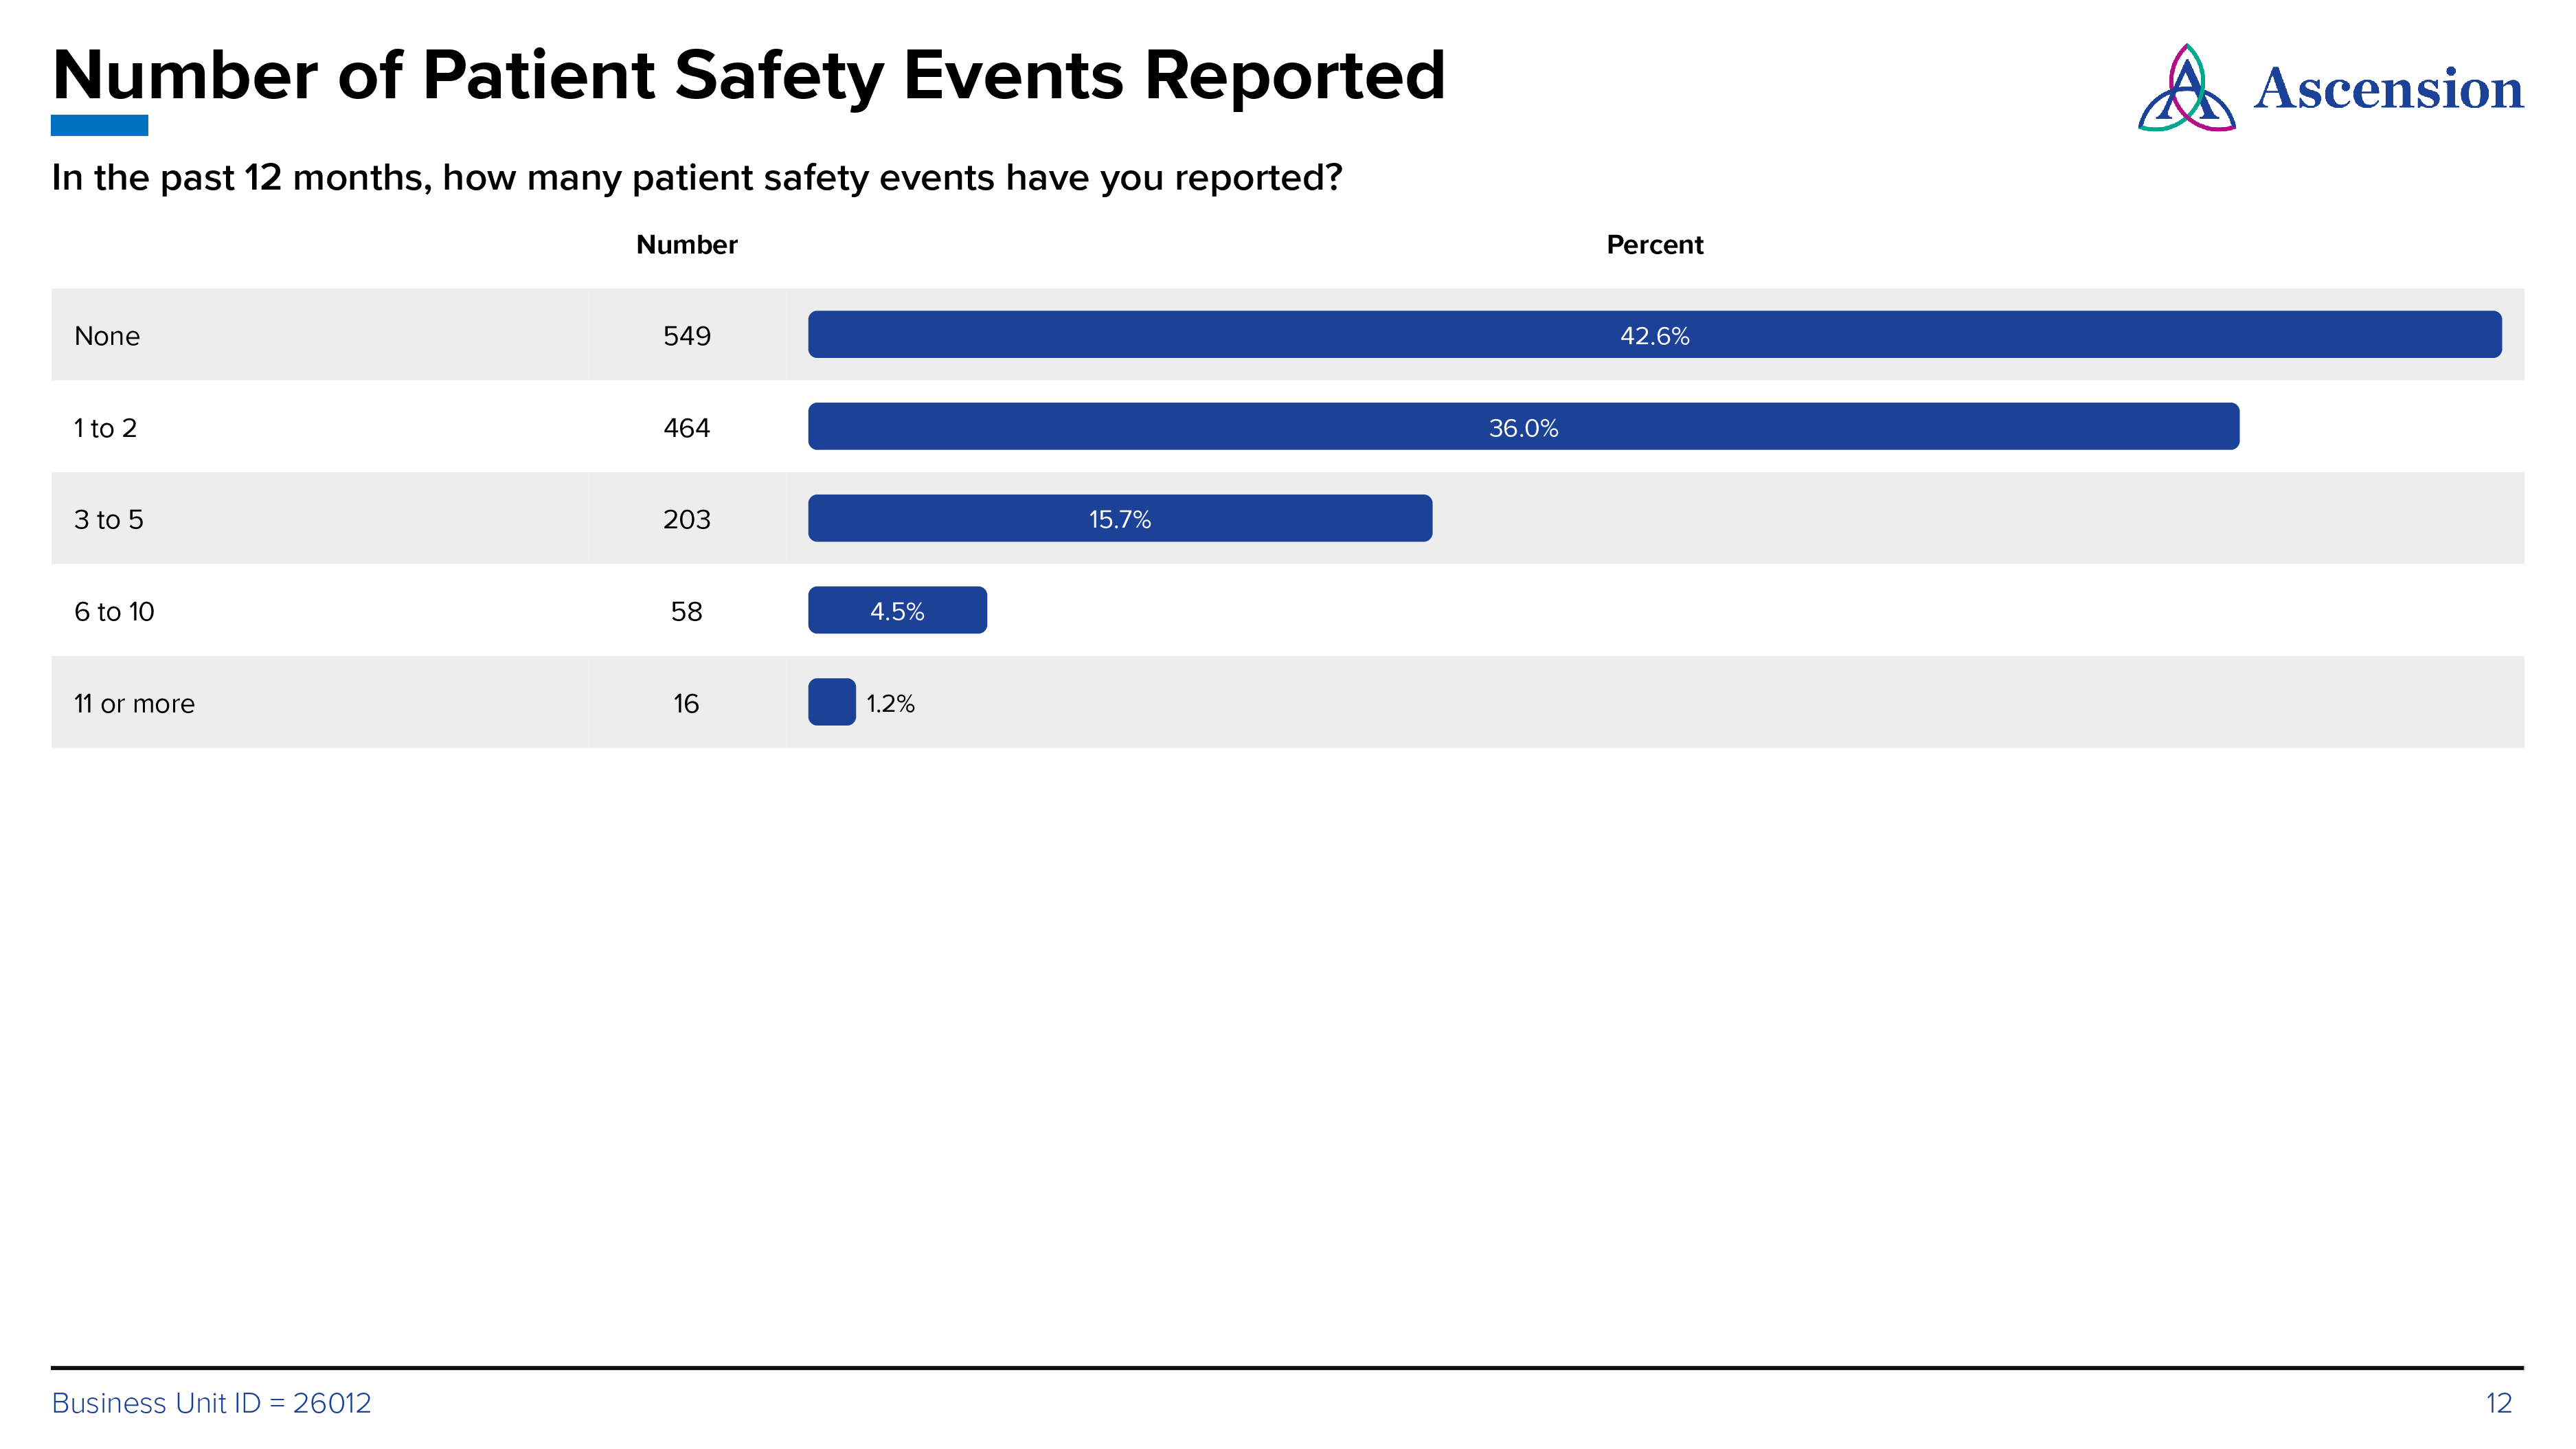 Number of Patient Safety Events Reported
Ascension
In the past 12 months, how many patient safety events have you reported?
Number Percent
None 549 42.6%
1 to 2 464 36.0%
3 to 5 203 15.7%
6 to 10 58 4.5%
11 or more 16 1.2%
Business Unit ID = 26012 12